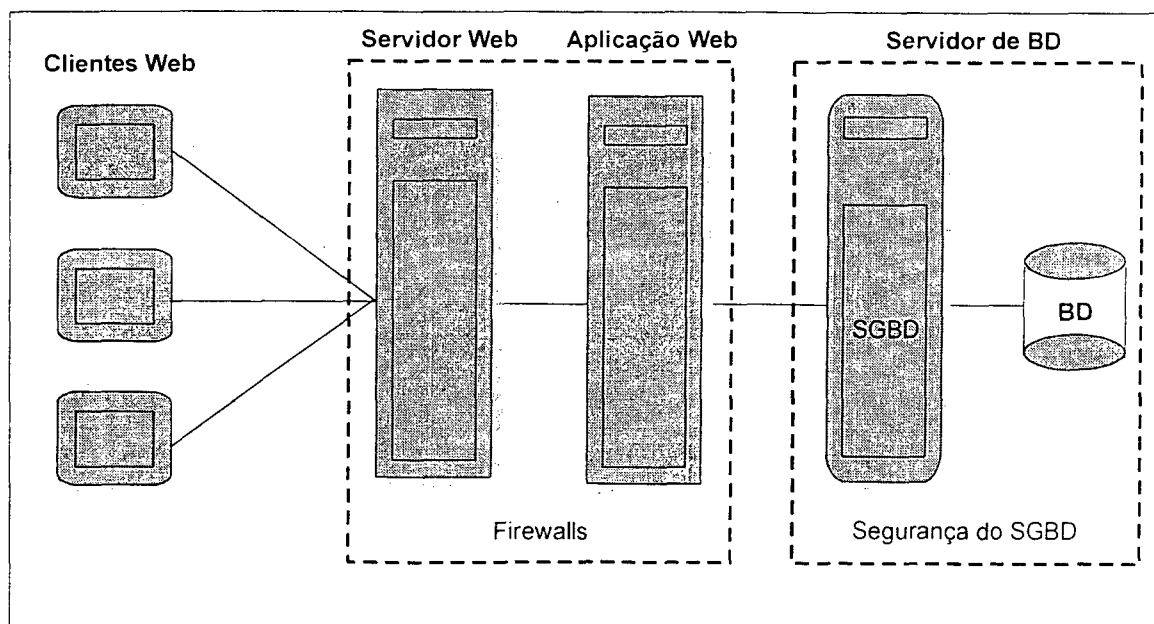 Clientes Web
Servidor Web
Aplicação Web
Servidor de BD
SGBD
BD
Firewalls
Segurança do SGBD